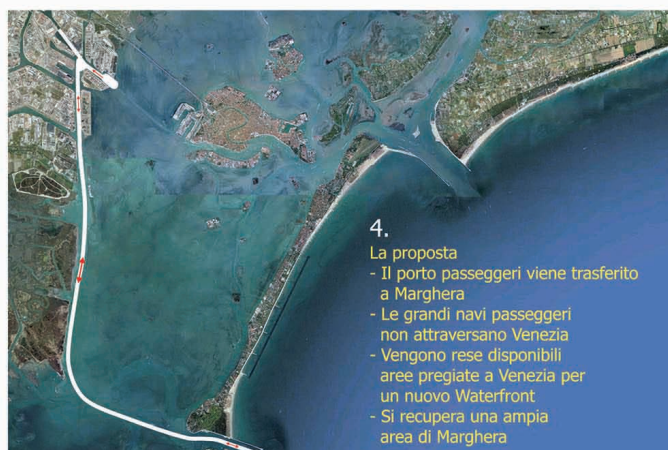 4.
La proposta
- Il porto passeggeri viene trasferito
a Marghera
- Le grandi navi passeggeri
non attraversano Venezia
- Vengono rese disponibili
aree pregiate a Venezia per
un nuovo Waterfront
- Si recupera una ampia
area di Marghera